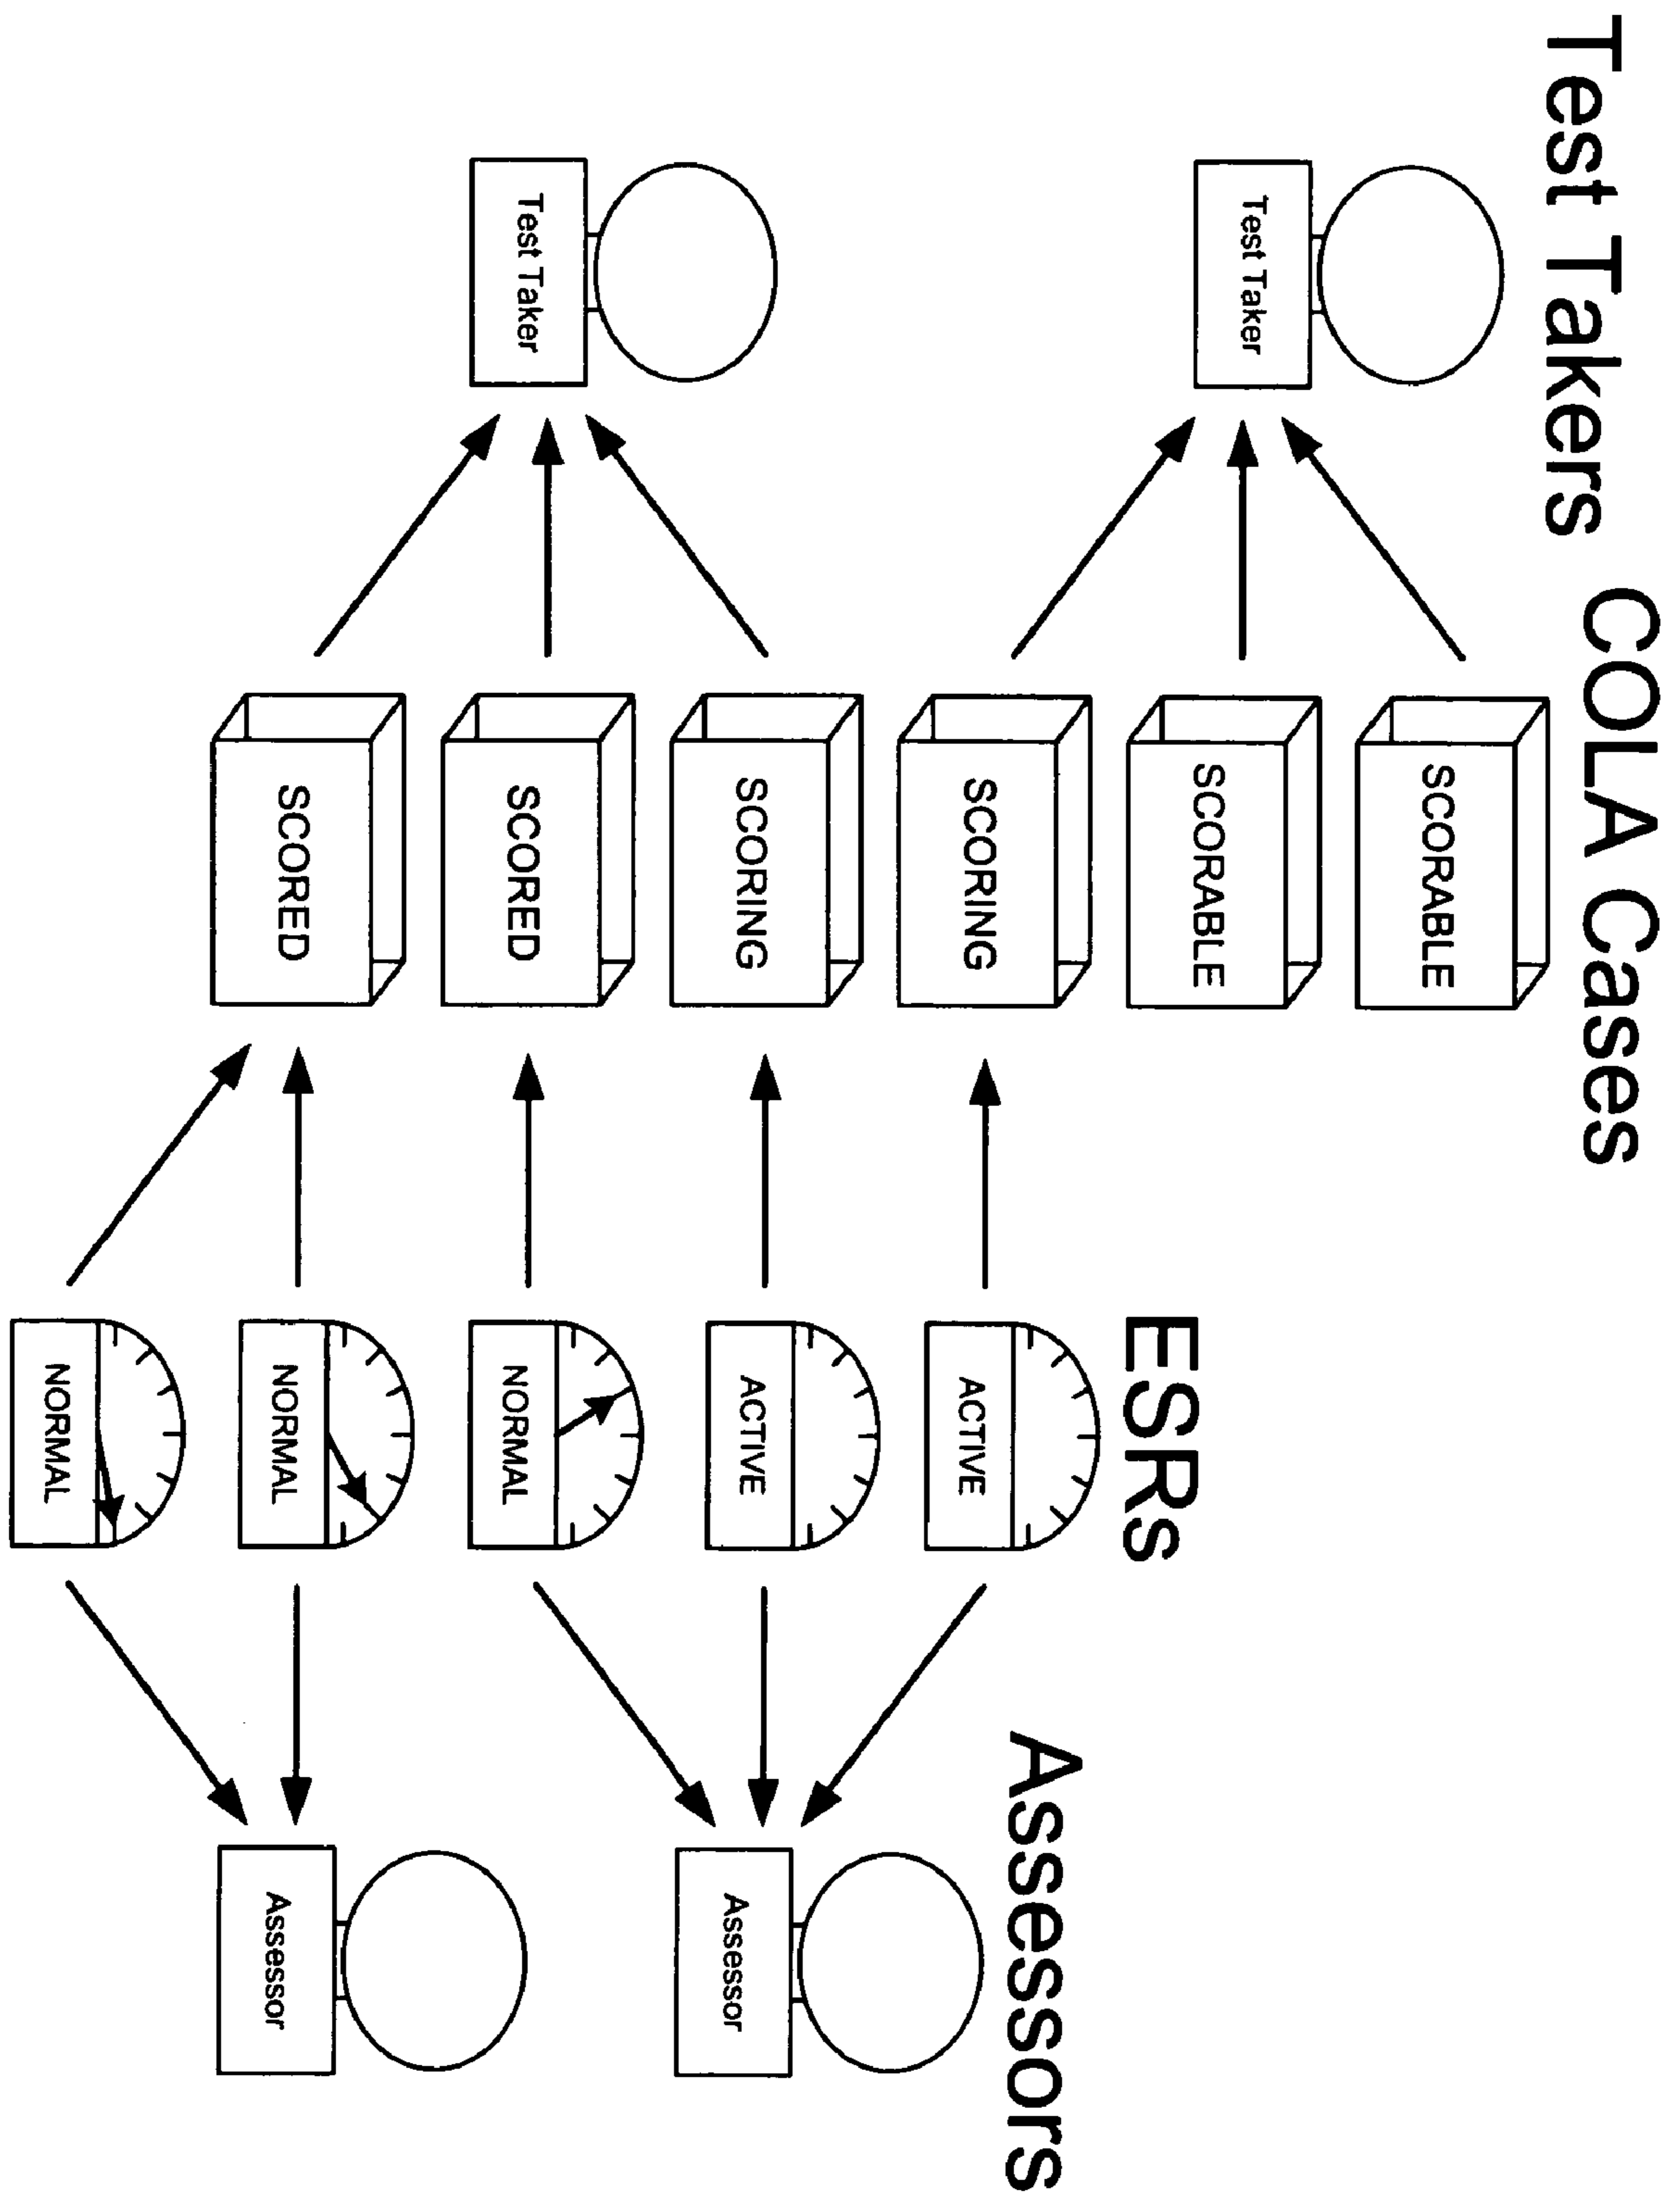 Test Takers
COLA Cases
ESRs
Assessors
Test Taker
Test Taker
SCORABLE
SCORABLE
SCORING
SCORING
SCORED
SCORED
ACTIVE
ACTIVE
NORMAL
NORMAL
NORMAL
Assessor
Assessor